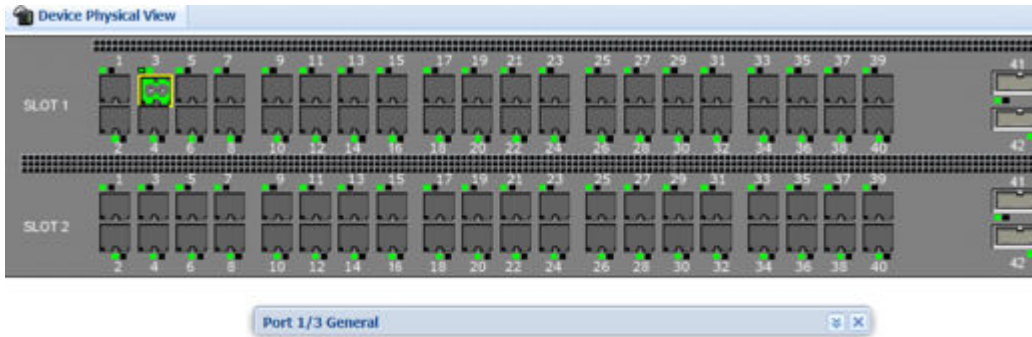 Device Physical View
1 3 5 7 9 11 13 15 17 19 21 23 25 27 29 31 33 35 37 39 41
SLOT 1
2 4 6 8 10 12 14 16 18 20 22 24 26 28 30 32 34 36 38 40 42
1 3 5 7 9 11 13 15 17 19 21 23 25 27 29 31 33 35 37 39 41
SLOT 2
2 4 6 8 10 12 14 16 18 20 22 24 26 28 30 32 34 36 38 40 42
Port 1/3 General